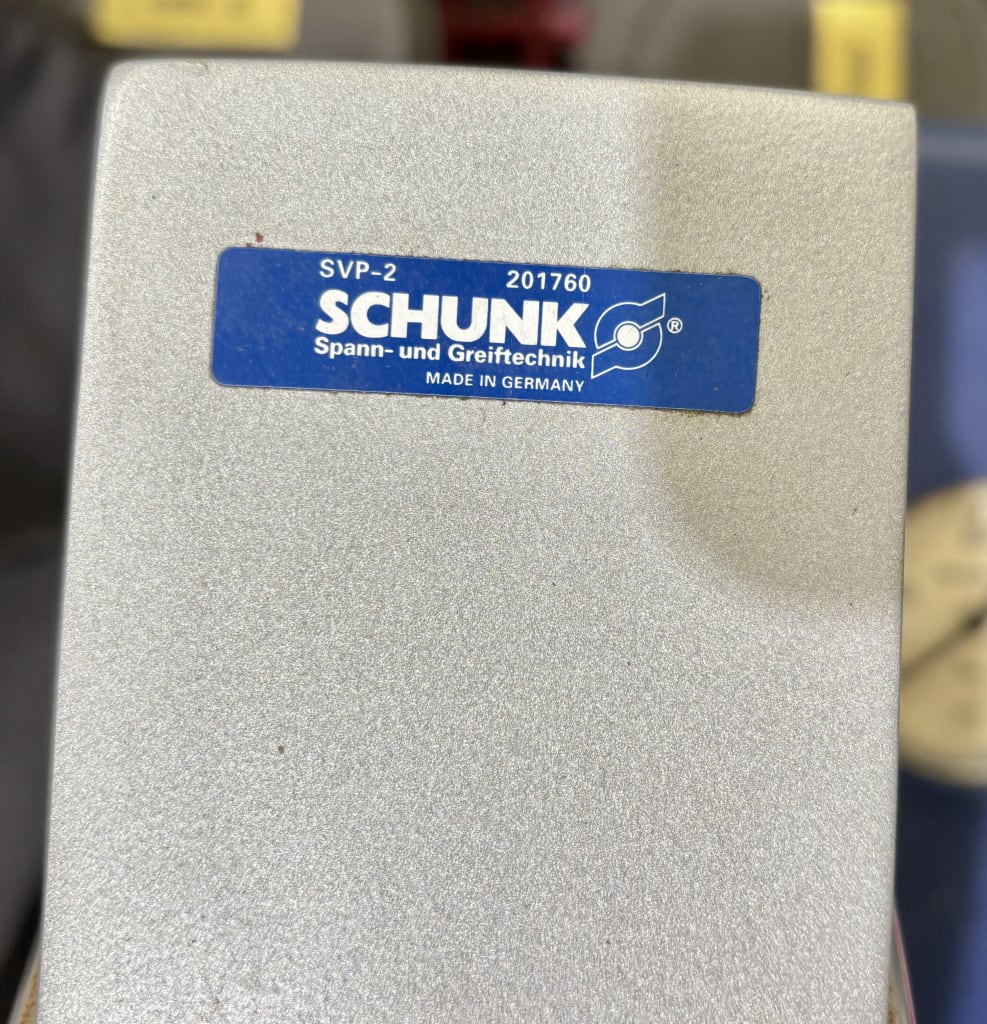 SVP-2 201760
SCHUNK ®
Spann- und Greiftechnik
MADE IN GERMANY